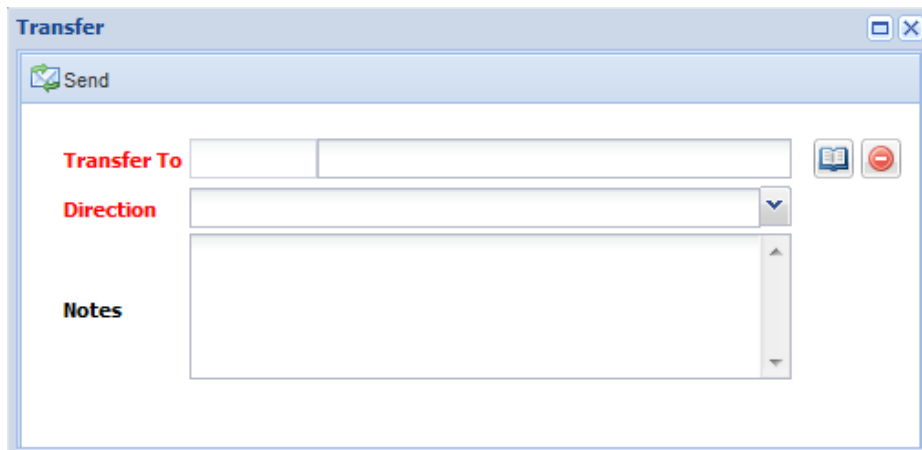 Transfer
Send
Transfer To
Direction
Notes